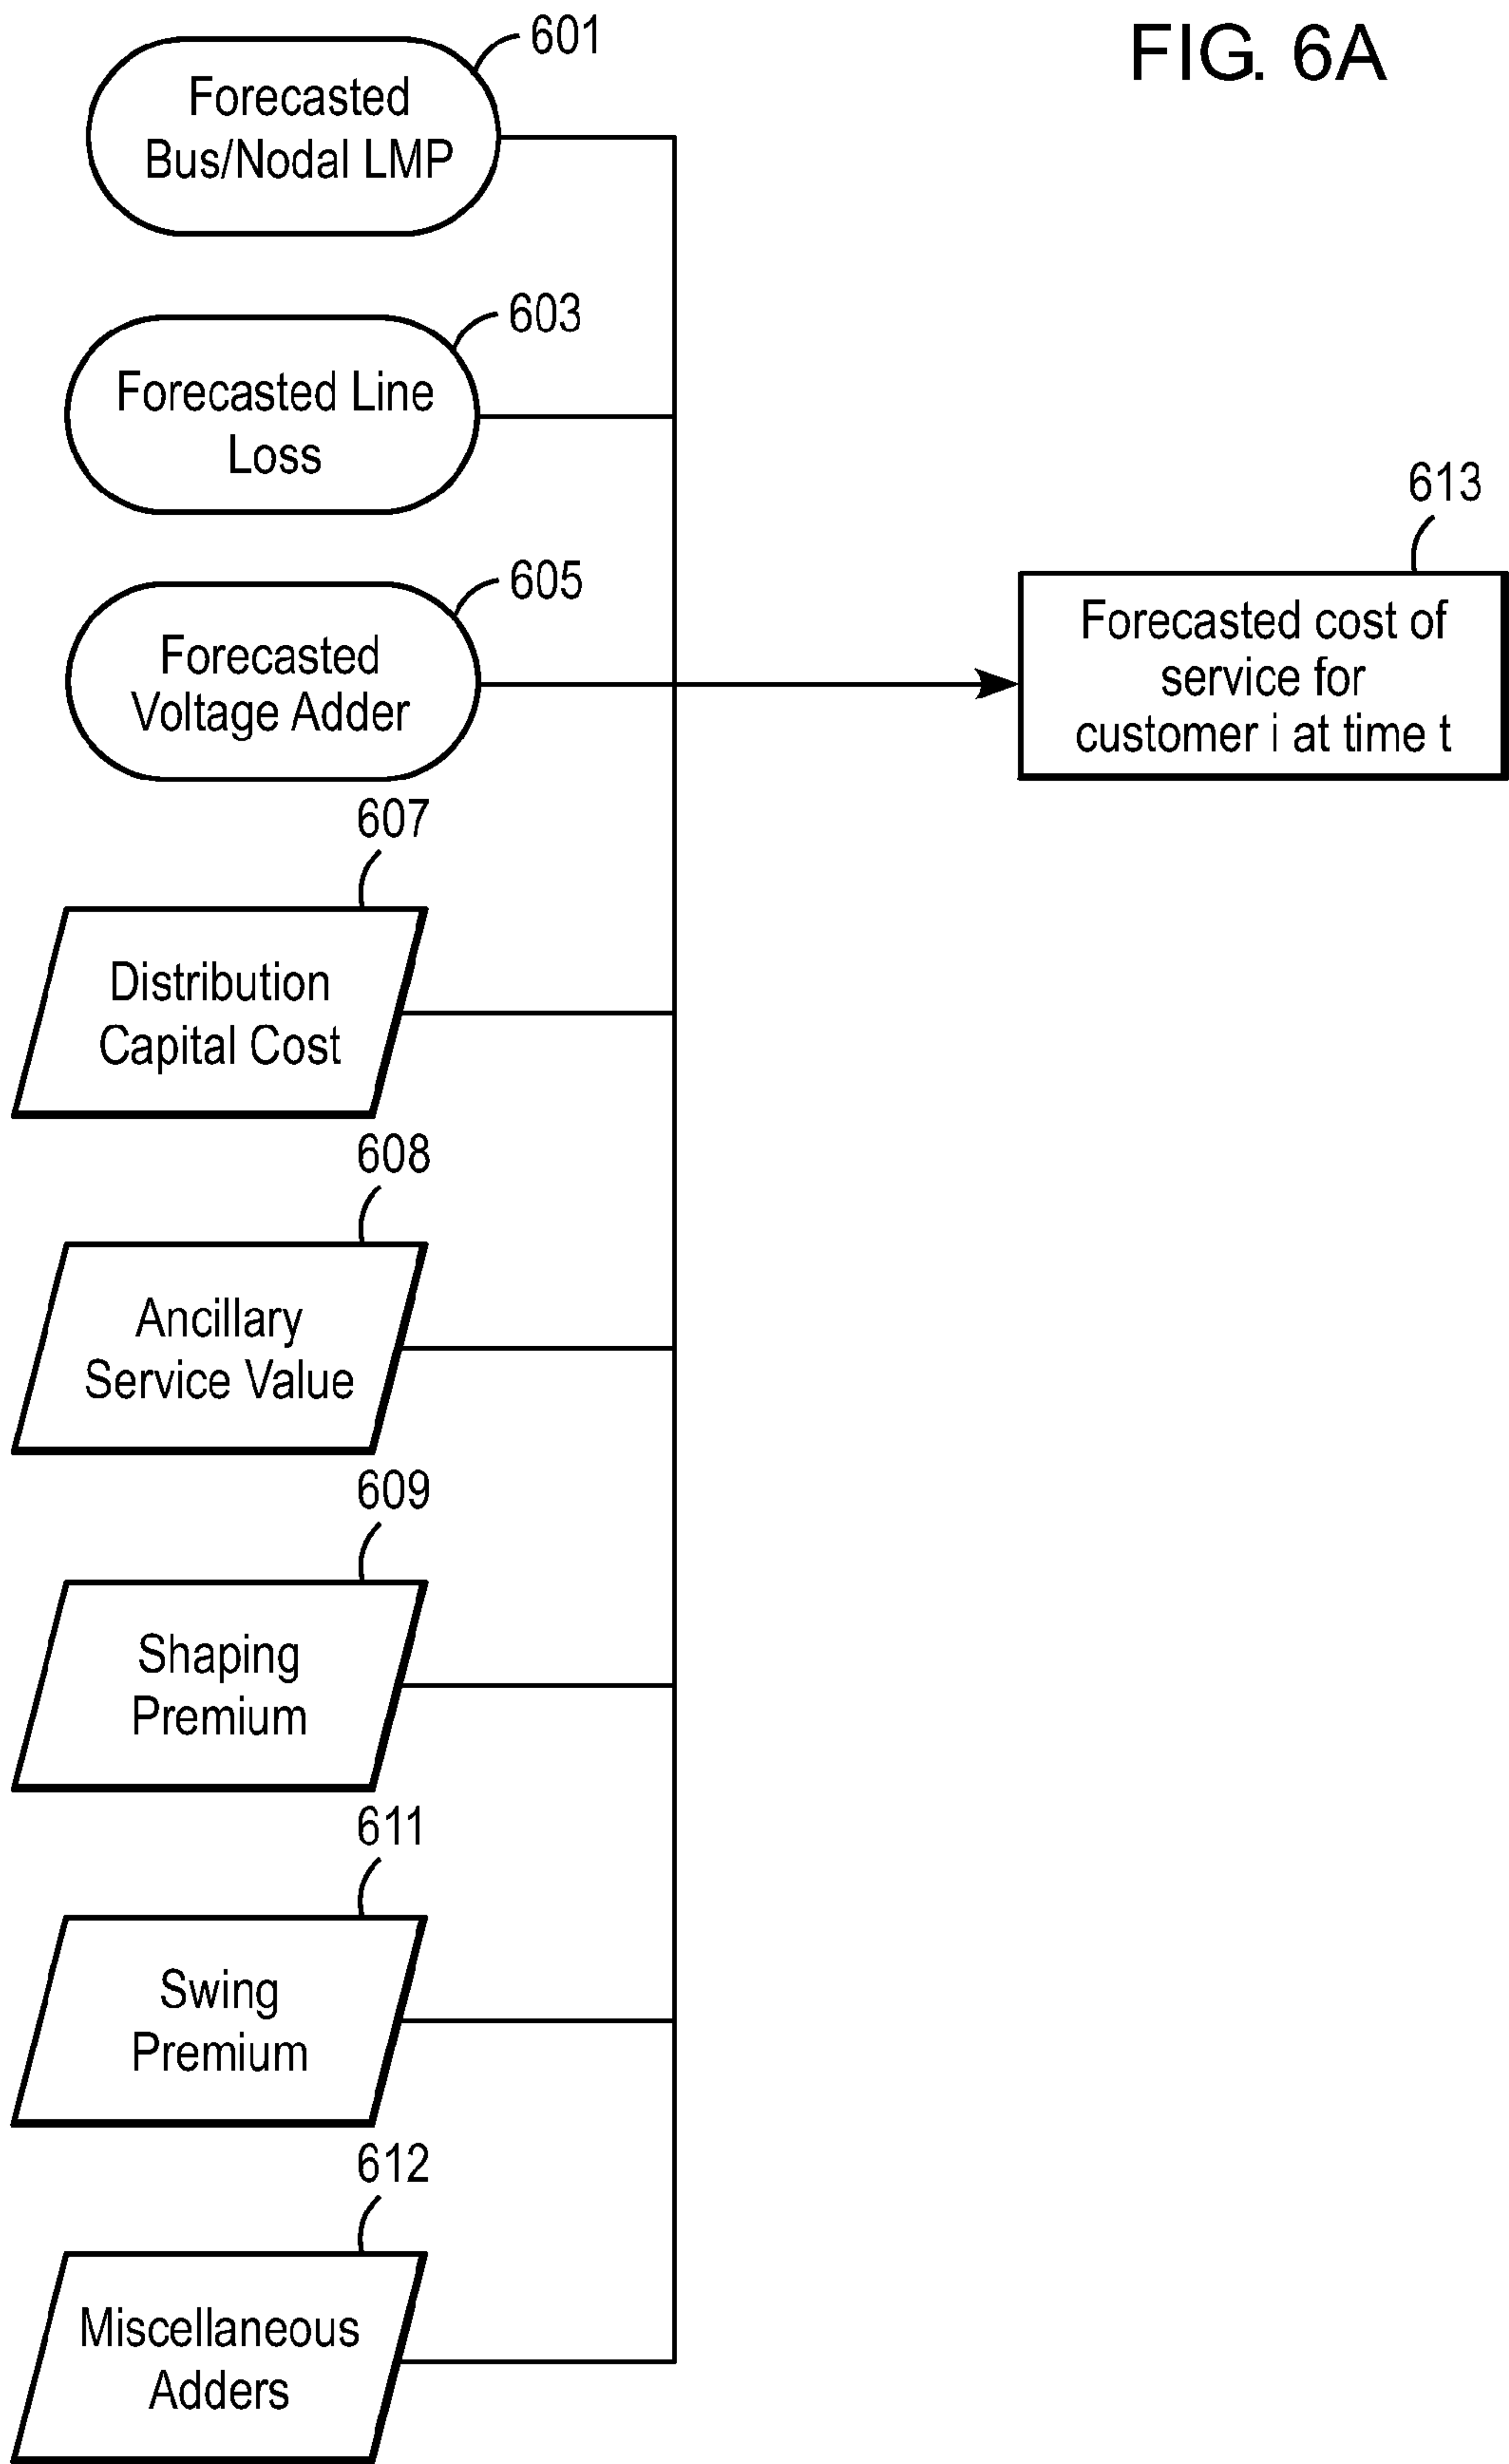 FIG. 6A
601
Forecasted
Bus/Nodal LMP
603
Forecasted Line
Loss
605
Forecasted
Voltage Adder
613
Forecasted cost of
service for
customer i at time t
607
Distribution
Capital Cost
608
Ancillary
Service Value
609
Shaping
Premium
611
Swing
Premium
612
Miscellaneous
Adders